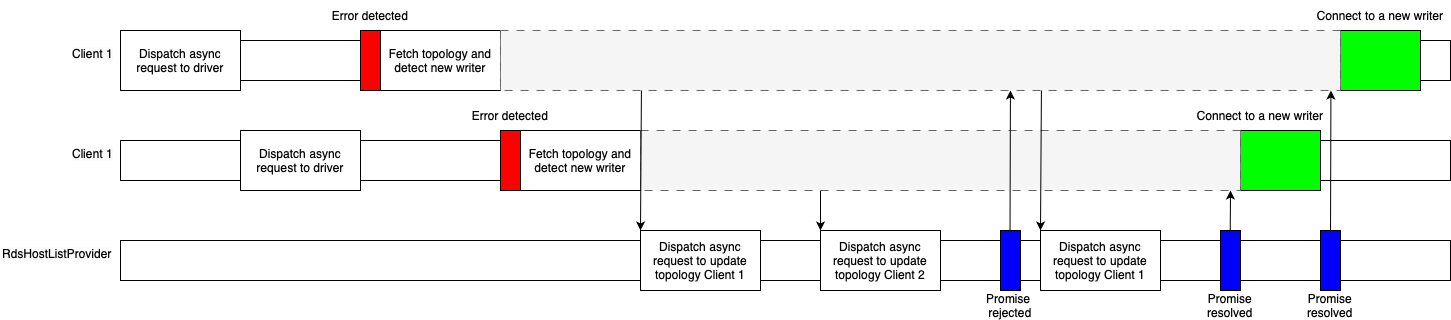 Error detected
Connect to a new writer
Client 1
Dispatch async
request to driver
Fetch topology and
detect new writer
Error detected
Connect to a new writer
Client 1
Dispatch async
request to driver
Fetch topology and
detect new writer
RdsHostListProvider
Dispatch async
request to update
topology Client 1
Dispatch async
request to update
topology Client 2
Dispatch async
request to update
topology Client 1
Promise
rejected
Promise
resolved
Promise
resolved